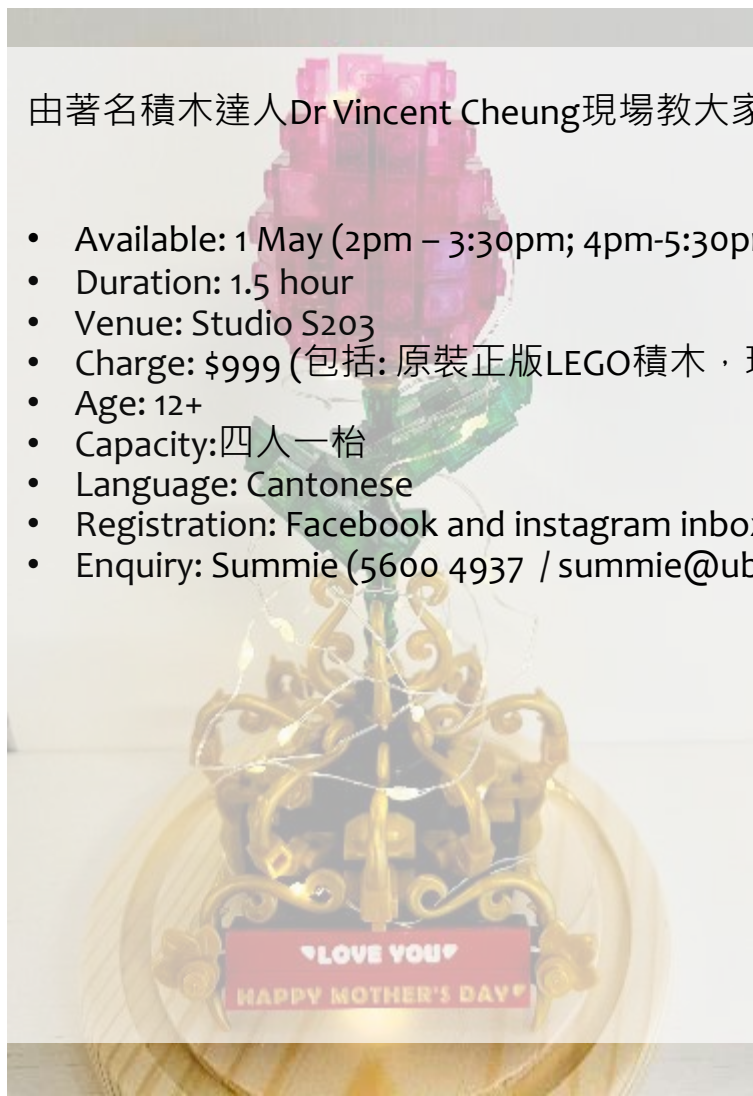 由著名積木達人Dr Vincent Cheung現場教大家
• Available: 1 May (2pm – 3:30pm; 4pm-5:30p
• Duration: 1.5 hour
• Venue: Studio S203
• Charge: $999 (包括: 原裝正版LEGO積木，
• Age: 12+
• Capacity:四人一枱
• Language: Cantonese
• Registration: Facebook and instagram inbox
• Enquiry: Summie (5600 4937 / summie@ub
♥LOVE YOU♥
HAPPY MOTHER'S DAY♥